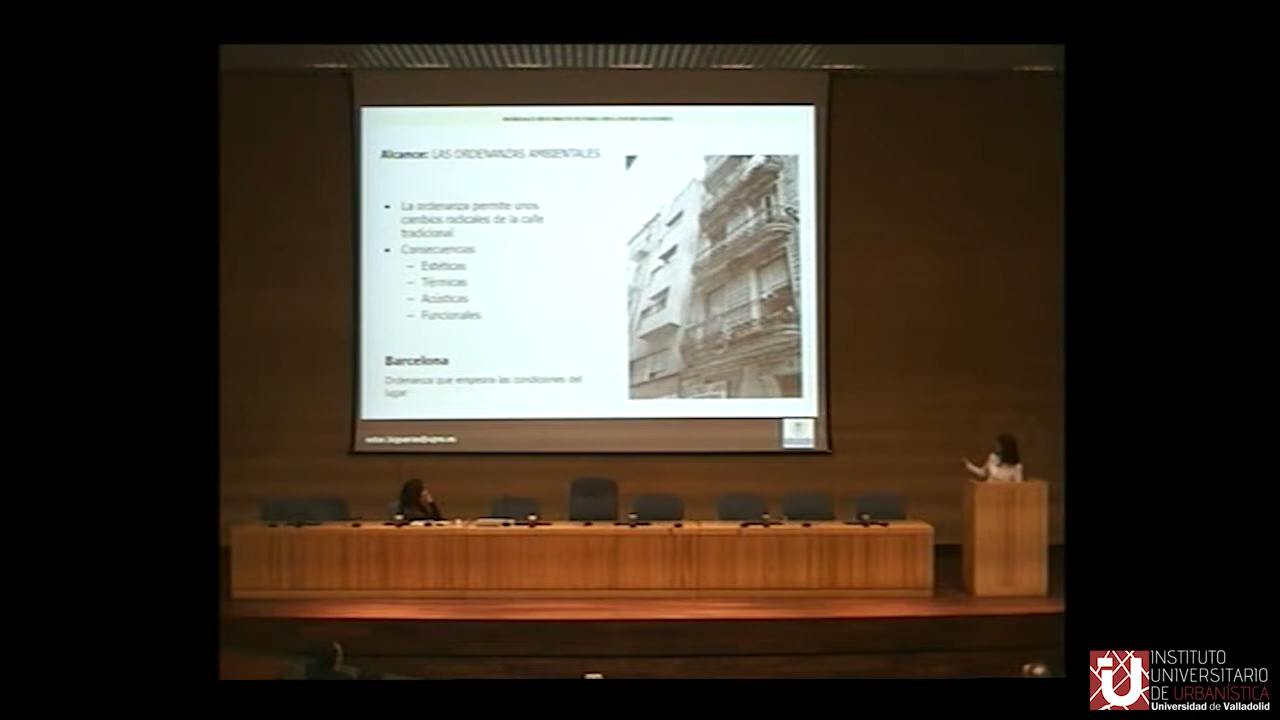 Alcance: LAS ORDENANZAS AMBIENTALES
• La ordenanza permite unos
cambios radicales de la calle
tradicional
• Consecuencias
– Estéticas
– Térmicas
– Acústicas
– Funcionales
Barcelona
Ordenanza que empeora las condiciones del
lugar
INSTITUTO
UNIVERSITARIO
DE URBANÍSTICA
Universidad de Valladolid